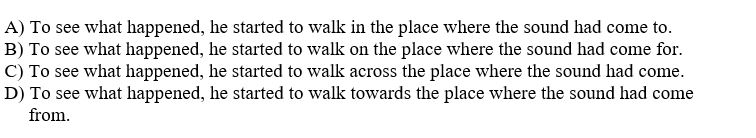 A) To see what happened, he started to walk in the place where the sound had come to.
B) To see what happened, he started to walk on the place where the sound had come for.
C) To see what happened, he started to walk across the place where the sound had come.
D) To see what happened, he started to walk towards the place where the sound had come
from.